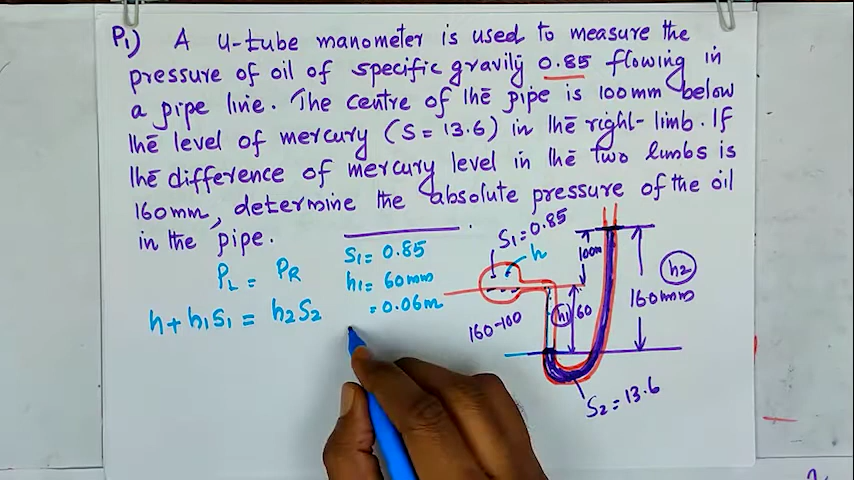 P1) A U-tube manometer is used to measure the
pressure of oil of specific gravity 0.85 flowing in
a pipe line. The centre of the pipe is 100mm below
the level of mercury (S = 13.6) in the right-limb. If
the difference of mercury level in the two limbs is
160mm, determine the absolute pressure of the oil
in the pipe.
S1 = 0.85
h
100m
h2
160mm
h1
60
160-100
S2 = 13.6
S1 = 0.85
h1 = 60mm
= 0.06m
PL = PR
h + h1S1 = h2S2